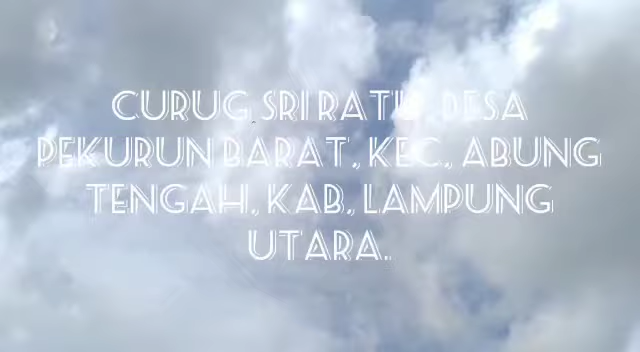 CURUG SRI RATU, DESA
PEKURUN BARAT, KEC, ABUNG
TENGAH, KAB, LAMPUNG
UTARA.